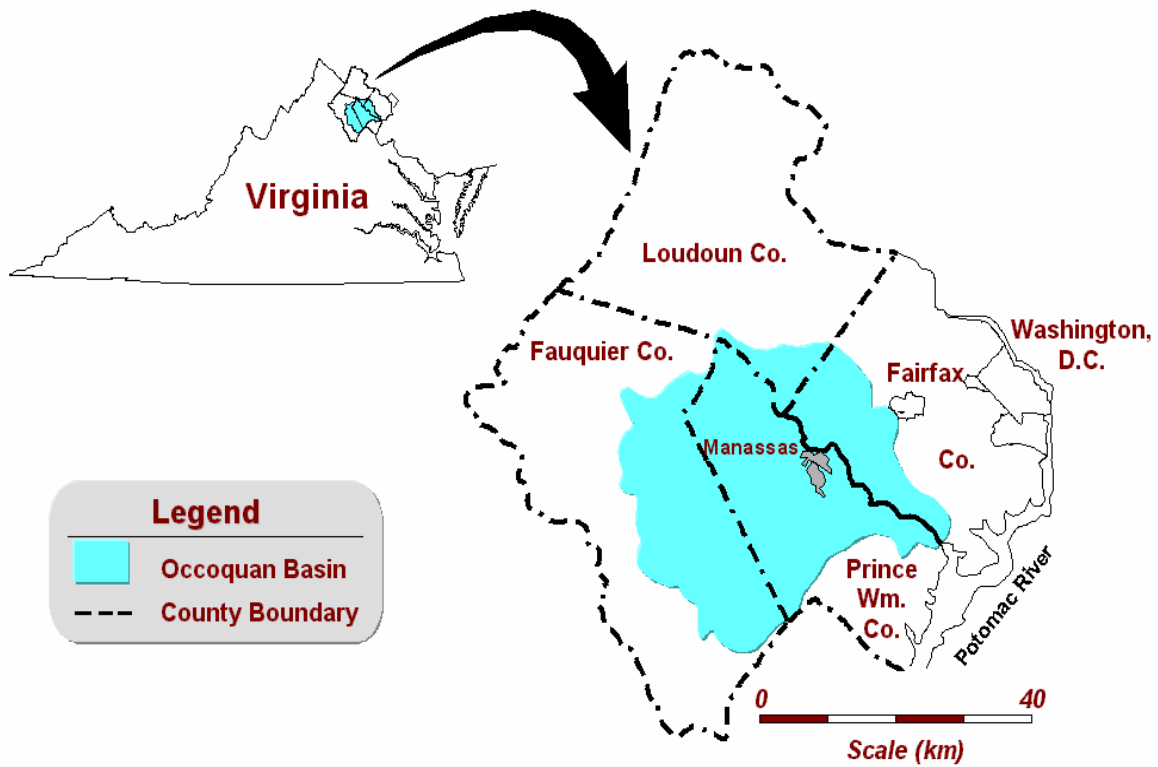 Virginia
Loudoun Co.
Fauquier Co.
Washington,
D.C.
Fairfax
Co.
Manassas
Prince
Wm.
Co.
Potomac River
Legend
Occoquan Basin
County Boundary
0 40
Scale (km)